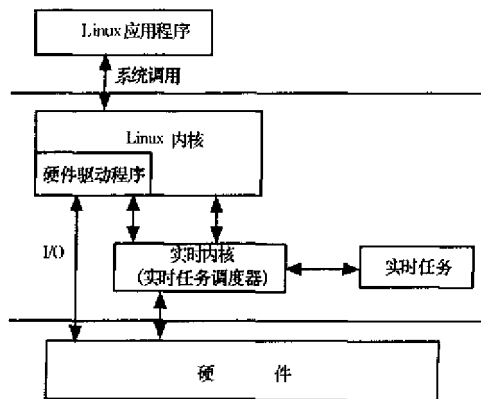 Linux应用程序
系统调用
Linux 内核
硬件驱动程序
I/O
实时内核
(实时任务调度器)
实时任务
硬 件